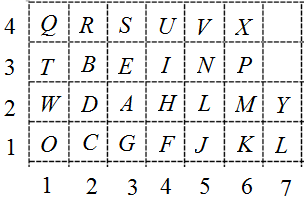 4 Q R S U V X
3 T B E I N P
2 W D A H L M Y
1 O C G F J K L
1 2 3 4 5 6 7